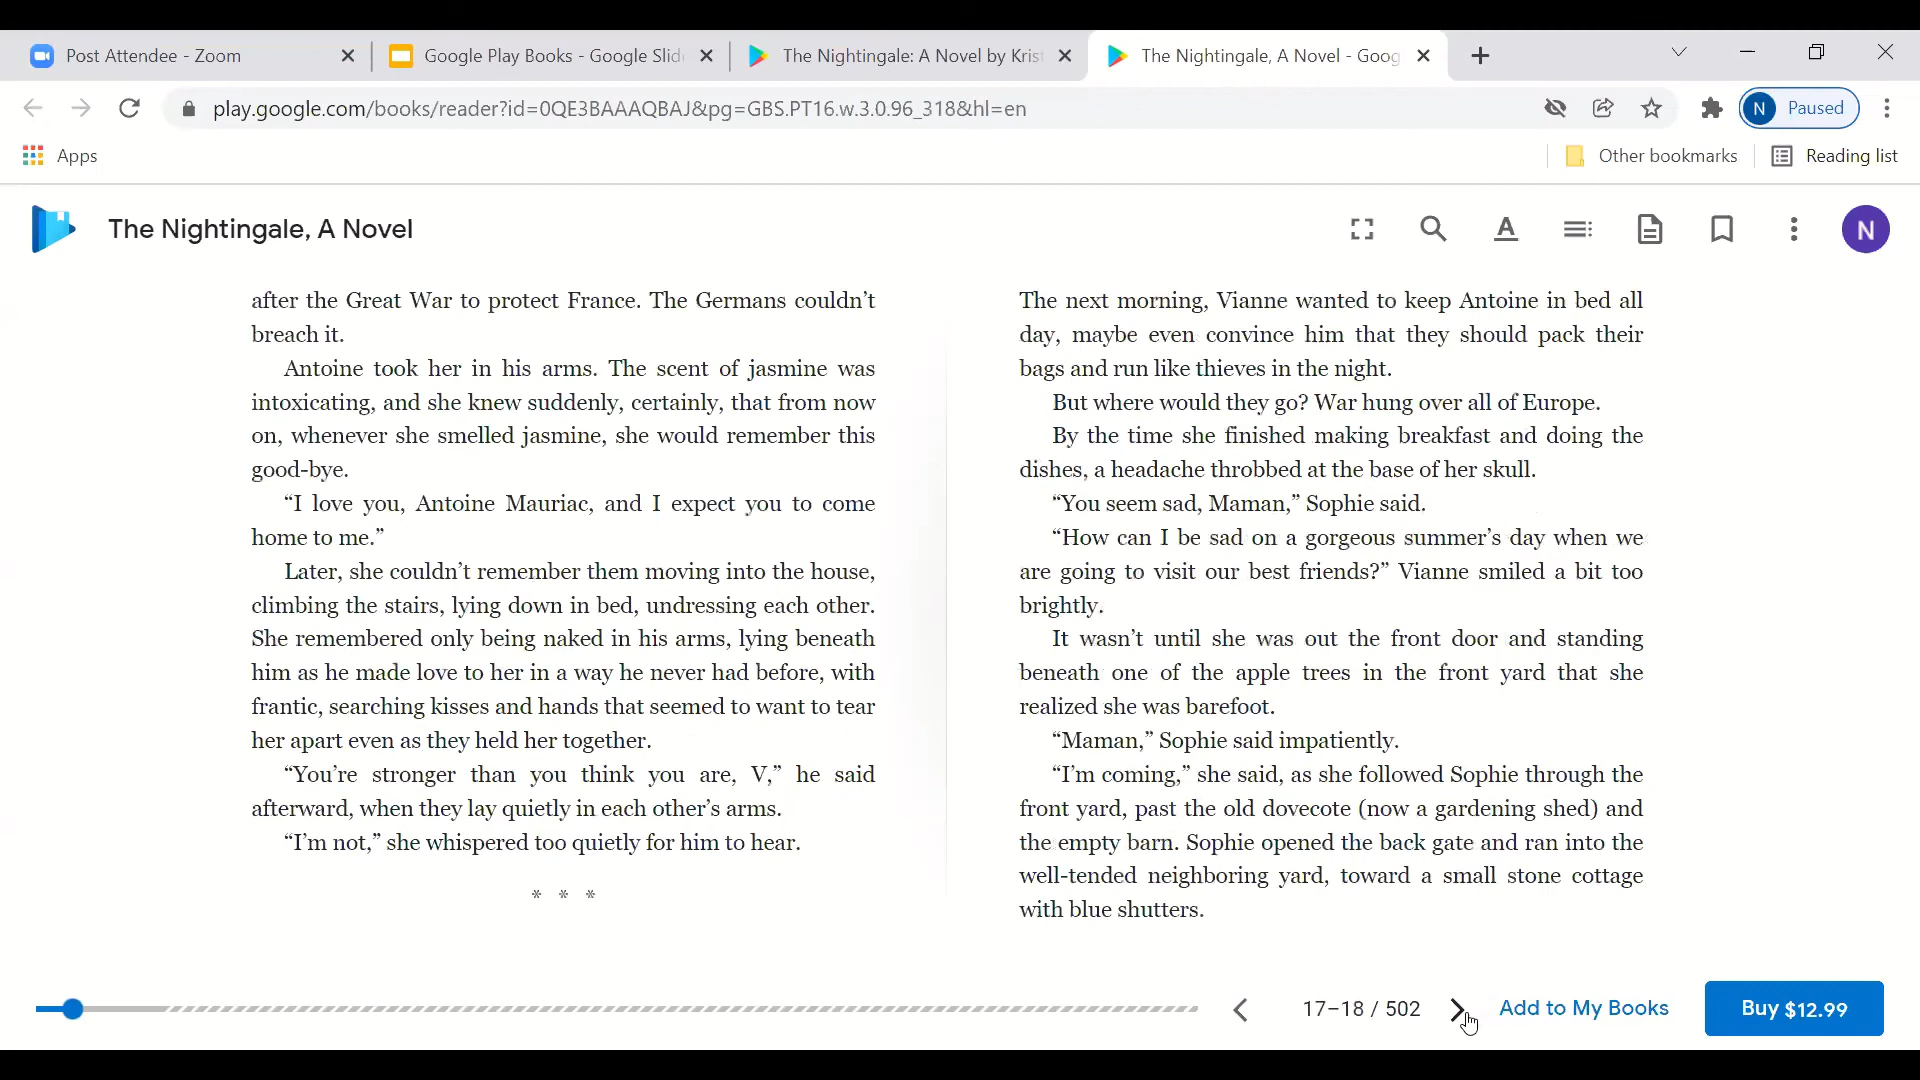 Post Attendee - Zoom
Google Play Books - Google Slid
The Nightingale: A Novel by Krist
The Nightingale, A Novel - Goog
play.google.com/books/reader?id=0QE3BAAAQBAJ&pg=GBS.PT16.w.3.0.96_318&hl=en
N
Paused
Apps
Other bookmarks
Reading list
The Nightingale, A Novel
A
N
after the Great War to protect France. The Germans couldn’t
breach it.
Antoine took her in his arms. The scent of jasmine was
intoxicating, and she knew suddenly, certainly, that from now
on, whenever she smelled jasmine, she would remember this
good-bye.
“I love you, Antoine Mauriac, and I expect you to come
home to me.”
Later, she couldn’t remember them moving into the house,
climbing the stairs, lying down in bed, undressing each other.
She remembered only being naked in his arms, lying beneath
him as he made love to her in a way he never had before, with
frantic, searching kisses and hands that seemed to want to tear
her apart even as they held her together.
“You’re stronger than you think you are, V,” he said
afterward, when they lay quietly in each other’s arms.
“I’m not,” she whispered too quietly for him to hear.
* * *
The next morning, Vianne wanted to keep Antoine in bed all
day, maybe even convince him that they should pack their
bags and run like thieves in the night.
But where would they go? War hung over all of Europe.
By the time she finished making breakfast and doing the
dishes, a headache throbbed at the base of her skull.
“You seem sad, Maman,” Sophie said.
“How can I be sad on a gorgeous summer’s day when we
are going to visit our best friends?” Vianne smiled a bit too
brightly.
It wasn’t until she was out the front door and standing
beneath one of the apple trees in the front yard that she
realized she was barefoot.
“Maman,” Sophie said impatiently.
“I’m coming,” she said, as she followed Sophie through the
front yard, past the old dovecote (now a gardening shed) and
the empty barn. Sophie opened the back gate and ran into the
well-tended neighboring yard, toward a small stone cottage
with blue shutters.
17–18 / 502
Add to My Books
Buy $12.99